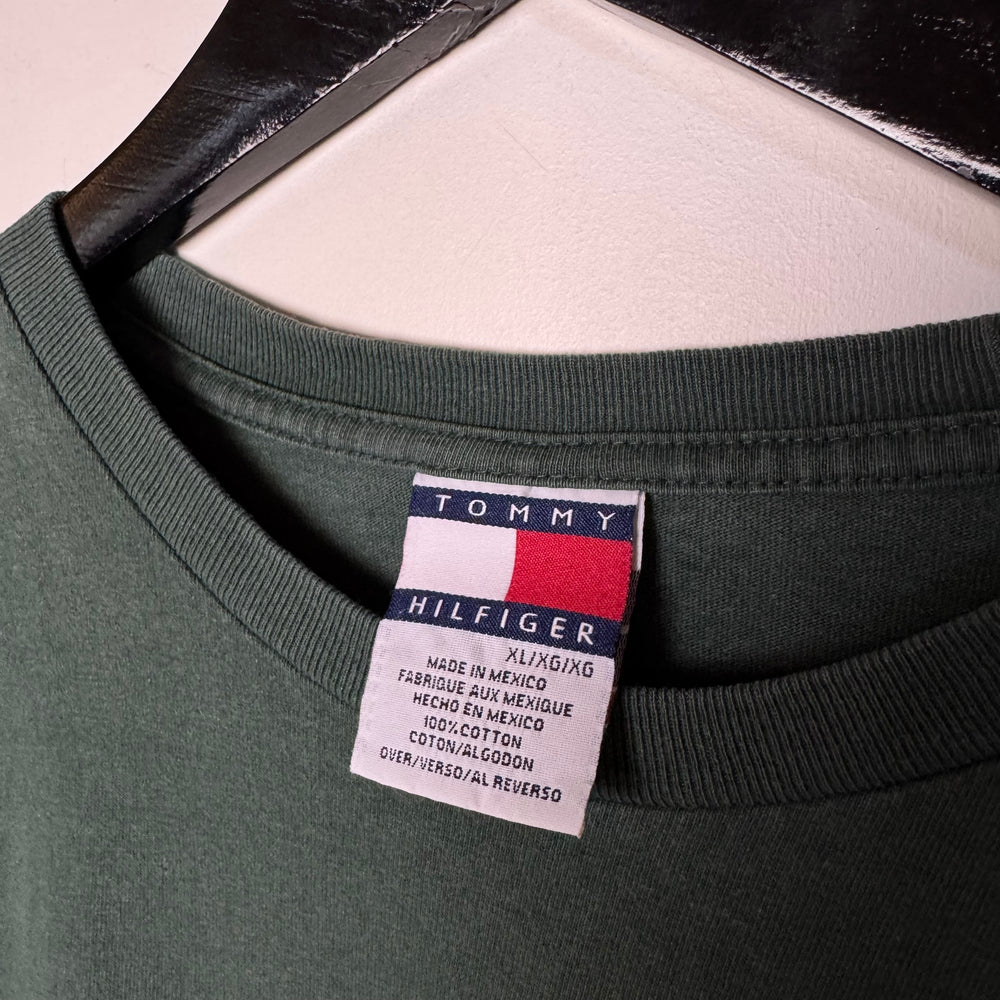 TOMMY
HILFIGER
XL/XG/XG
MADE IN MEXICO
FABRIQUE AUX MEXIQUE
HECHO EN MEXICO
100% COTTON
COTON/ALGODON
OVER/VERSO/AL REVERSO